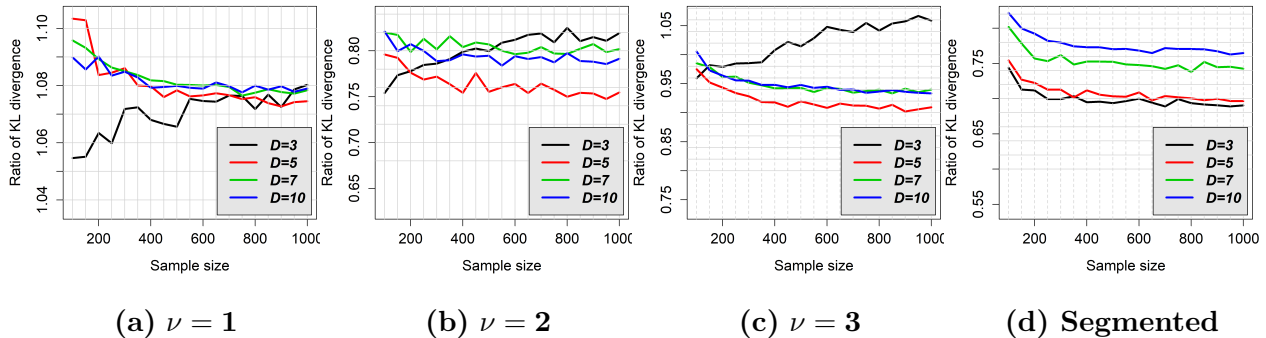 Ratio of KL divergence
1.04 1.06 1.08 1.10
D=3
D=5
D=7
D=10
200 400 600 800 1000
Sample size
(a) ν = 1
Ratio of KL divergence
0.65 0.70 0.75 0.80
D=3
D=5
D=7
D=10
200 400 600 800 1000
Sample size
(b) ν = 2
Ratio of KL divergence
0.75 0.85 0.95 1.05
D=3
D=5
D=7
D=10
200 400 600 800 1000
Sample size
(c) ν = 3
Ratio of KL divergence
0.55 0.65 0.75
D=3
D=5
D=7
D=10
200 400 600 800 1000
Sample size
(d) Segmented